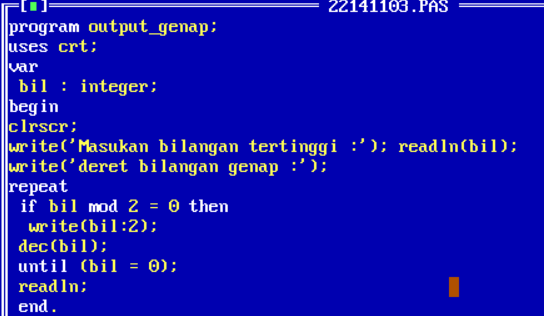 [■] 22141103.PAS
program output_genap;
uses crt;
var
bil : integer;
begin
clrscr;
write('Masukan bilangan tertinggi :'); readln(bil);
write('deret bilangan genap :');
repeat
if bil mod 2 = 0 then
write(bil:2);
dec(bil);
until (bil = 0);
readln;
end.